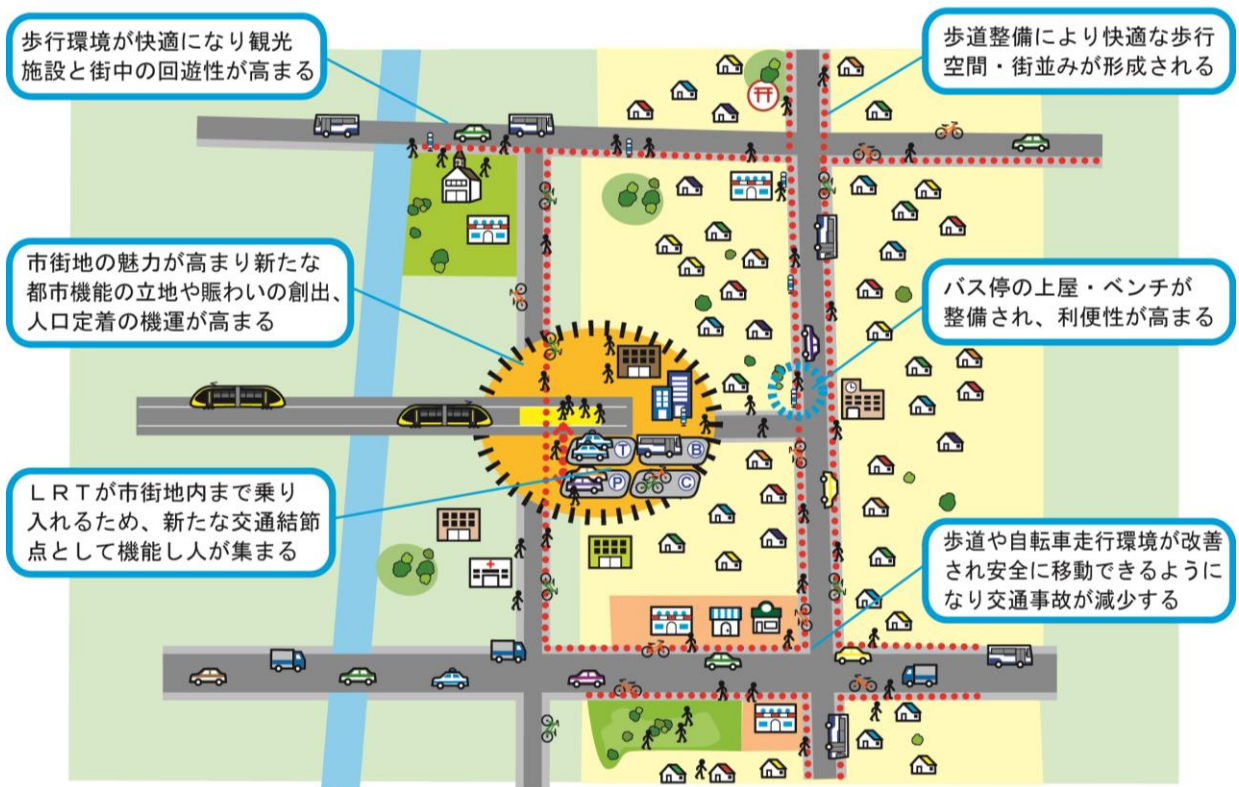 歩行環境が快適になり観光
施設と街中の回遊性が高まる
歩道整備により快適な歩行
空間・街並みが形成される
市街地の魅力が高まり新たな
都市機能の立地や賑わいの創出、
人口定着の機運が高まる
バス停の上屋・ベンチが
整備され、利便性が高まる
T
B
P
C
LRTが市街地内まで乗り
入れるため、新たな交通結節
点として機能し人が集まる
歩道や自転車走行環境が改善
され安全に移動できるように
なり交通事故が減少する